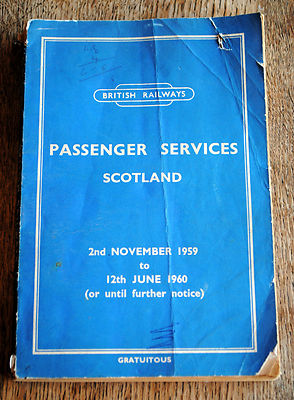 BRITISH RAILWAYS
PASSENGER SERVICES
SCOTLAND
2nd NOVEMBER 1959
to
12th JUNE 1960
(or until further notice)
GRATUITOUS